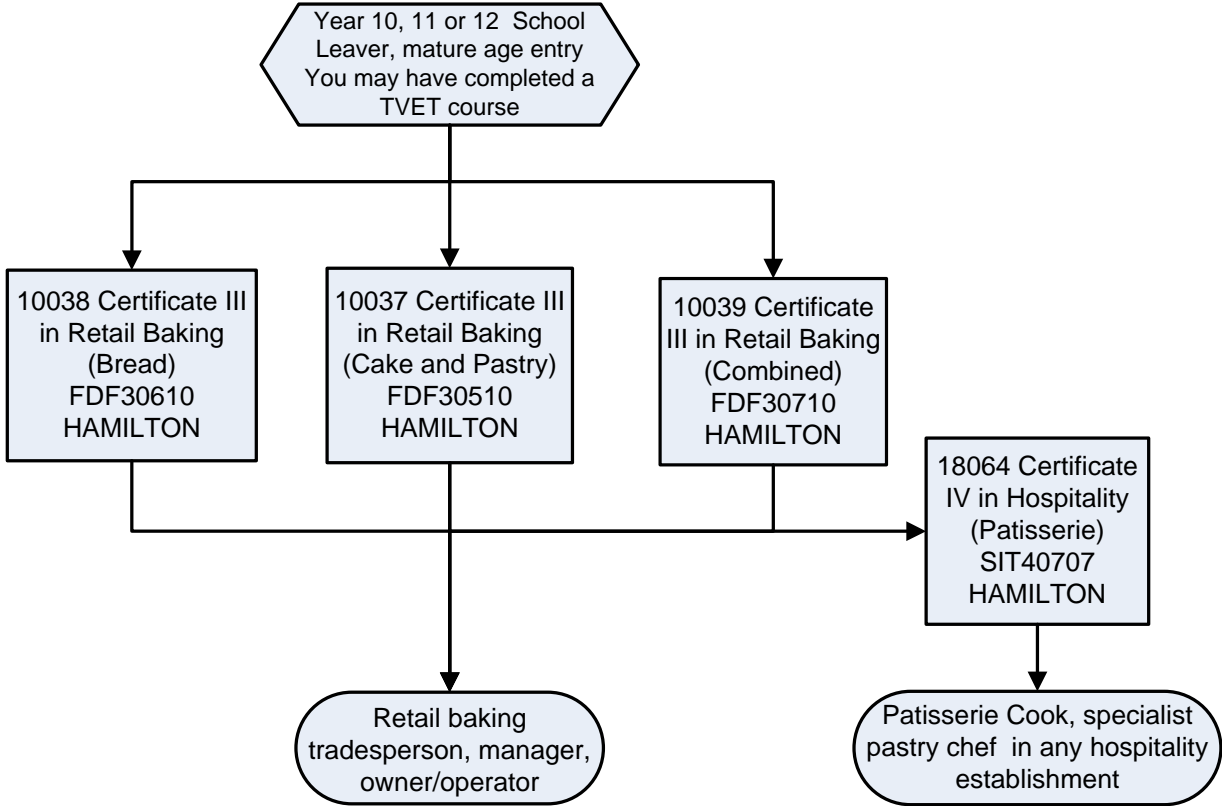 Year 10, 11 or 12  School
Leaver, mature age entry
You may have completed a
TVET course
10038 Certificate III
in Retail Baking
(Bread)
FDF30610
HAMILTON
10037 Certificate III
in Retail Baking
(Cake and Pastry)
FDF30510
HAMILTON
10039 Certificate
III in Retail Baking
(Combined)
FDF30710
HAMILTON
18064 Certificate
IV in Hospitality
(Patisserie)
SIT40707
HAMILTON
Retail baking
tradesperson, manager,
owner/operator
Patisserie Cook, specialist
pastry chef  in any hospitality
establishment